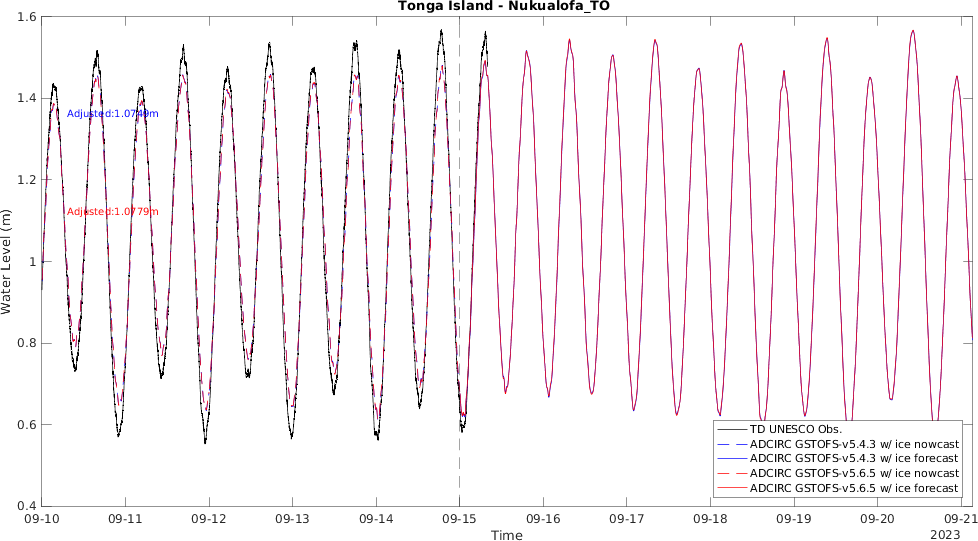 Tonga Island - Nukualofa_TO
1.6
1.4
1.2
1
0.8
0.6
0.4
Water Level (m)
Adjusted:1.0749m
Adjusted:1.0779m
TD UNESCO Obs.
ADCIRC GSTOFS-v5.4.3 w/ ice nowcast
ADCIRC GSTOFS-v5.4.3 w/ ice forecast
ADCIRC GSTOFS-v5.6.5 w/ ice nowcast
ADCIRC GSTOFS-v5.6.5 w/ ice forecast
09-10 09-11 09-12 09-13 09-14 09-15 09-16 09-17 09-18 09-19 09-20 09-21
Time
2023